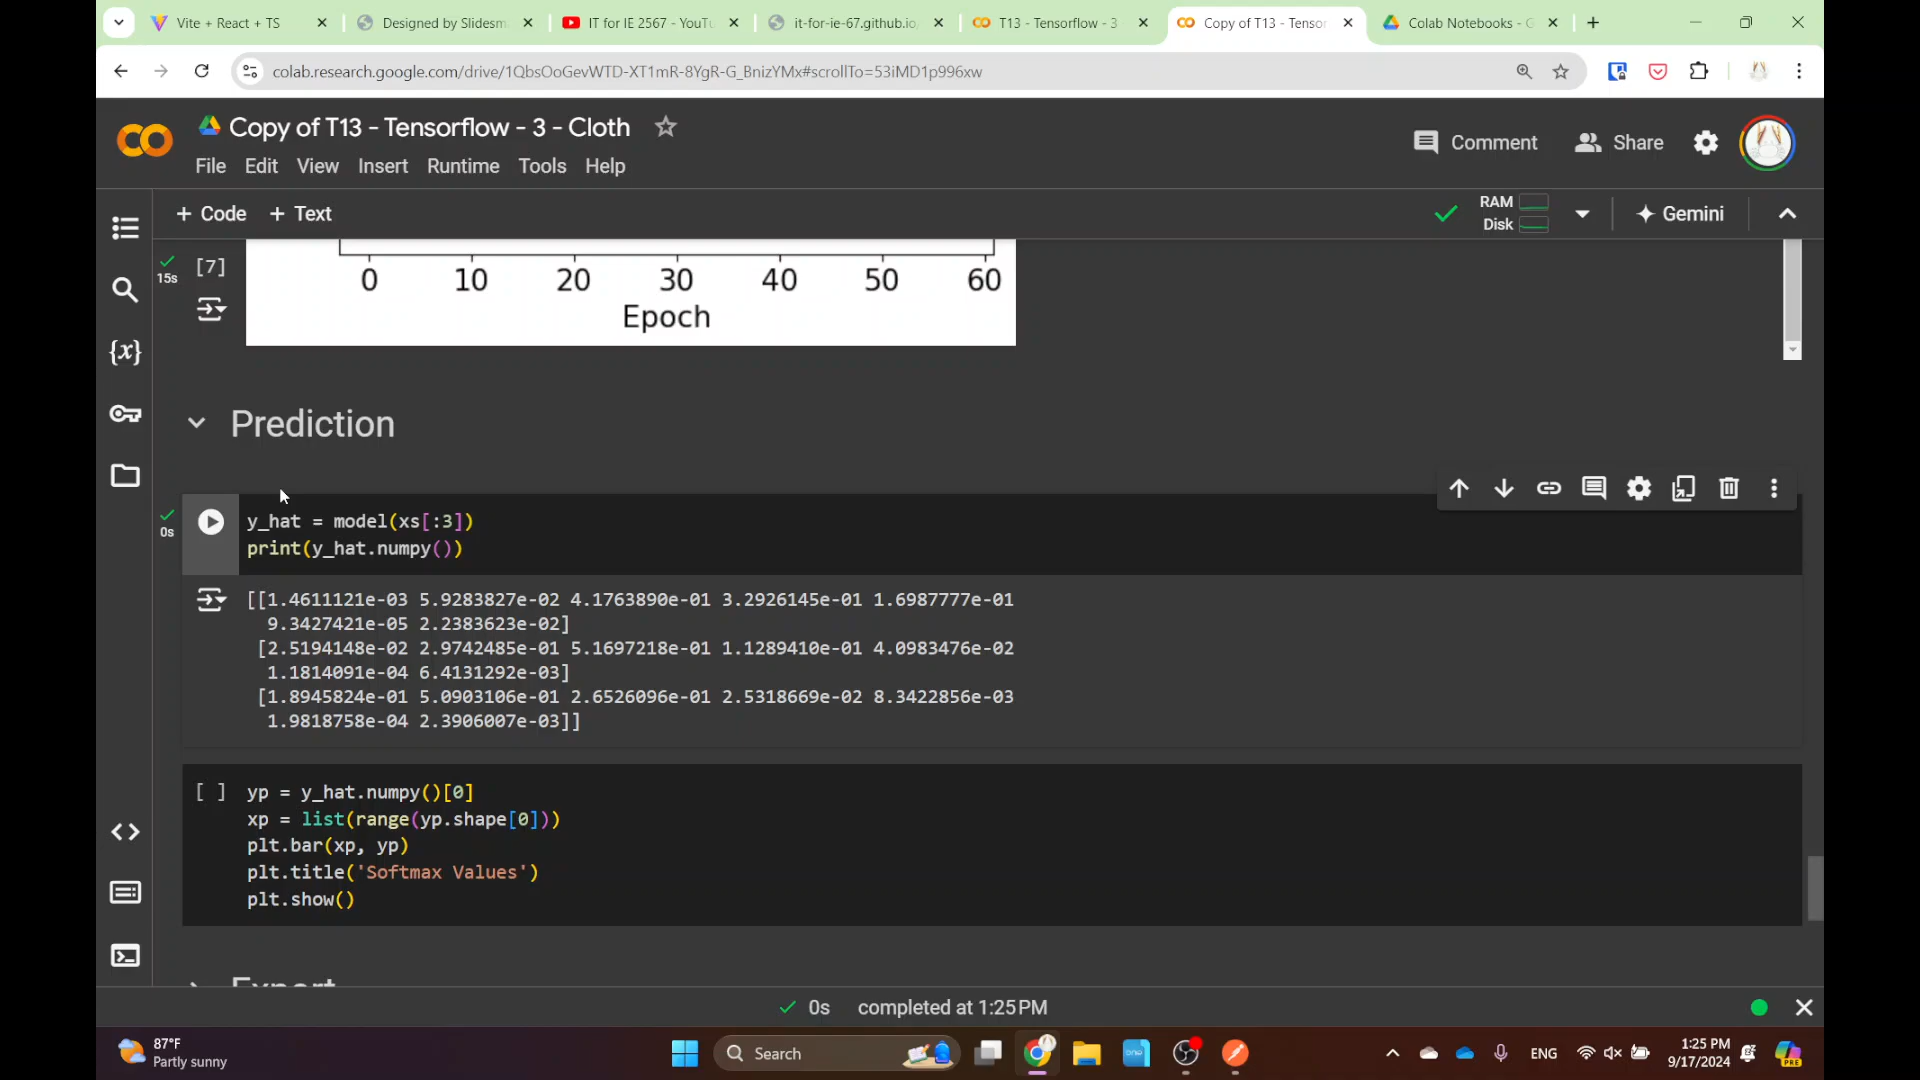 Vite + React + TS
Designed by Slidesm
IT for IE 2567 - YouTu
it-for-ie-67.github.io
T13 - Tensorflow - 3
Copy of T13 - Tensor
Colab Notebooks - G
colab.research.google.com/drive/1QbsOoGevWTD-XT1mR-8YgR-G_BnizYMx#scrollTo=53iMD1p996xw
Copy of T13 - Tensorflow - 3 - Cloth
File Edit View Insert Runtime Tools Help
Comment
Share
+ Code + Text
RAM
Disk
Gemini
15s
[7]
0 10 20 30 40 50 60
Epoch
{x}
Prediction
0s
y_hat = model(xs[:3])
print(y_hat.numpy())
[[1.4611121e-03 5.9283827e-02 4.1763890e-01 3.2926145e-01 1.6987777e-01
9.3427421e-05 2.2383623e-02]
[2.5194148e-02 2.9742485e-01 5.1697218e-01 1.1289410e-01 4.0983476e-02
1.1814091e-04 6.4131292e-03]
[1.8945824e-01 5.0903106e-01 2.6526096e-01 2.5318669e-02 8.3422856e-03
1.9818758e-04 2.3906007e-03]]
[ ] yp = y_hat.numpy()[0]
xp = list(range(yp.shape[0]))
plt.bar(xp, yp)
plt.title('Softmax Values')
plt.show()
Export
0s completed at 1:25 PM
87°F
Partly sunny
Search
ENG
1:25 PM
9/17/2024
PRE